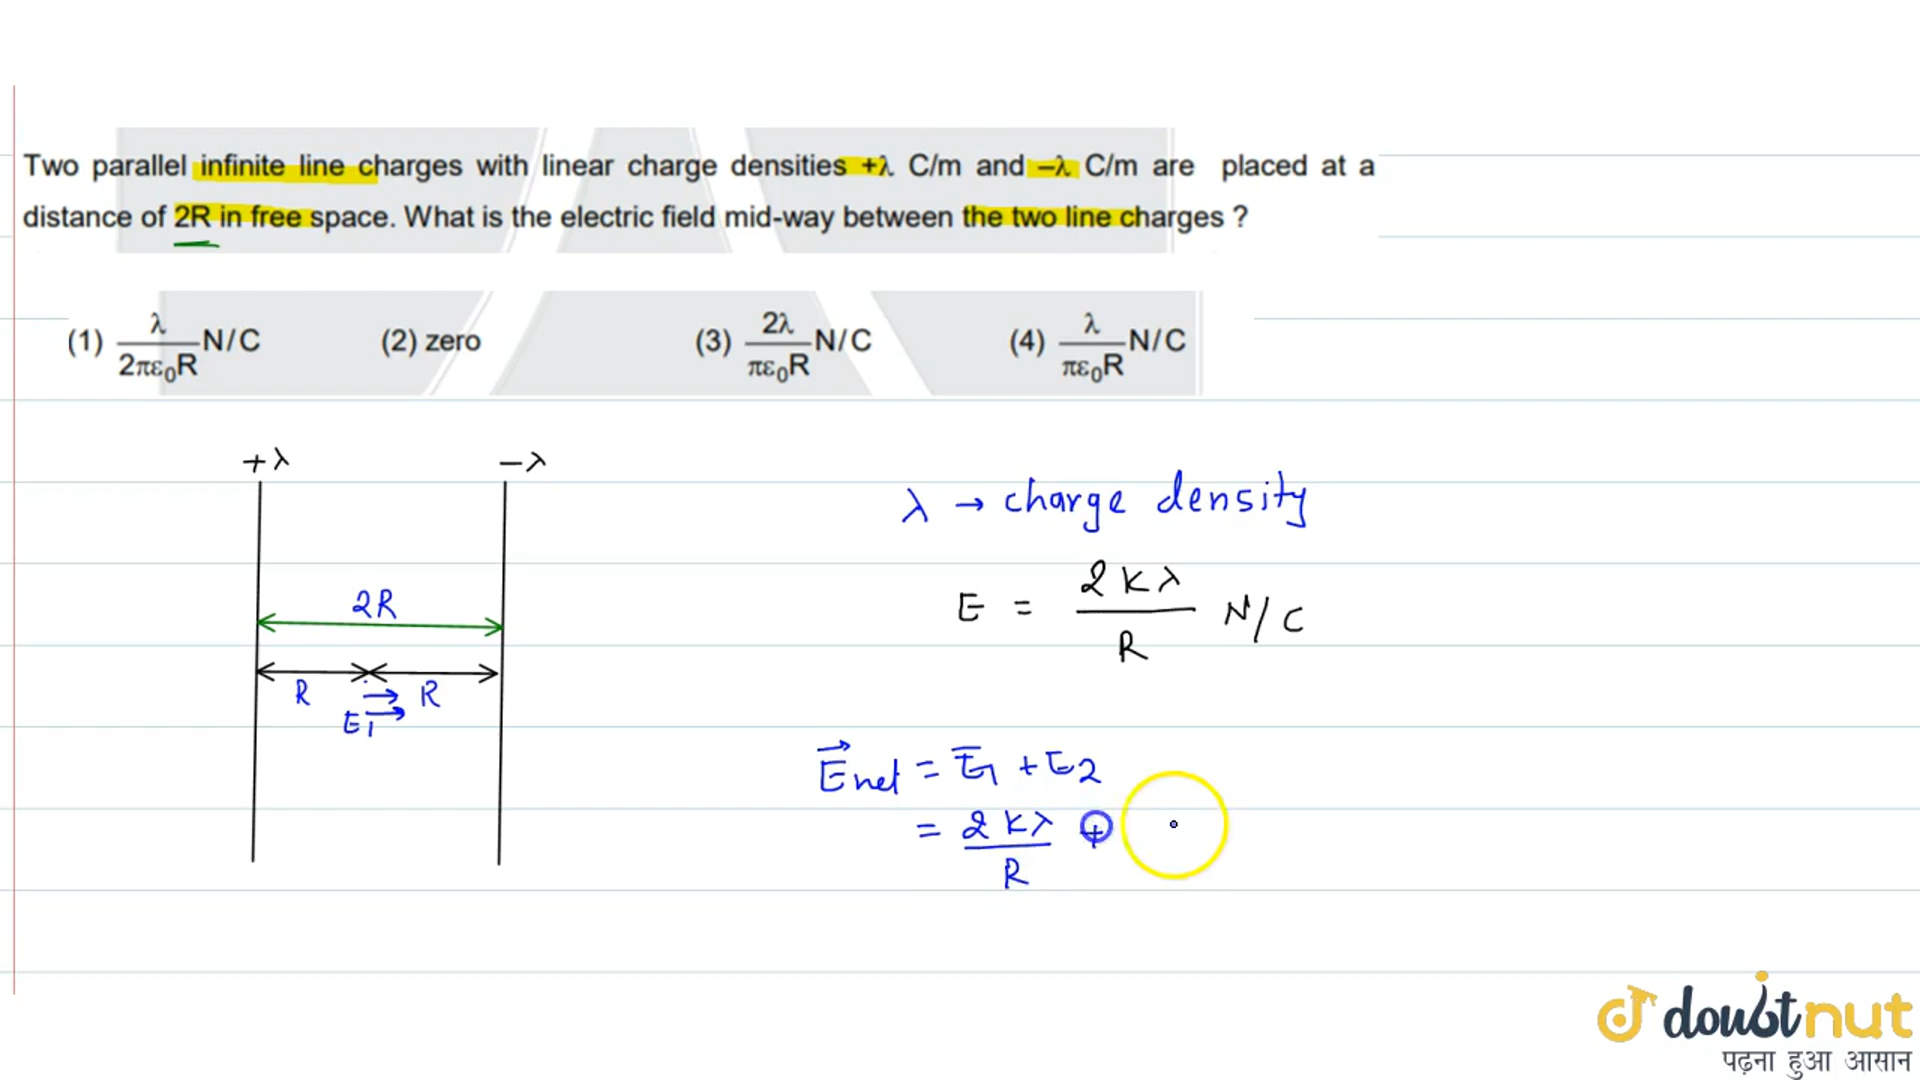 Two parallel infinite line charges with linear charge densities +λ C/m and –λ C/m are placed at a
distance of 2R in free space. What is the electric field mid-way between the two line charges ?
(1) λ/2πε₀R N/C (2) zero (3) 2λ/πε₀R N/C (4) λ/πε₀R N/C
+λ −λ
λ → charge density
2R
E = 2Kλ/R N/C
R R
E₁
E⃗net = E₁ + E₂
= 2Kλ/R +
doubtnut
पढ़ना हुआ आसान